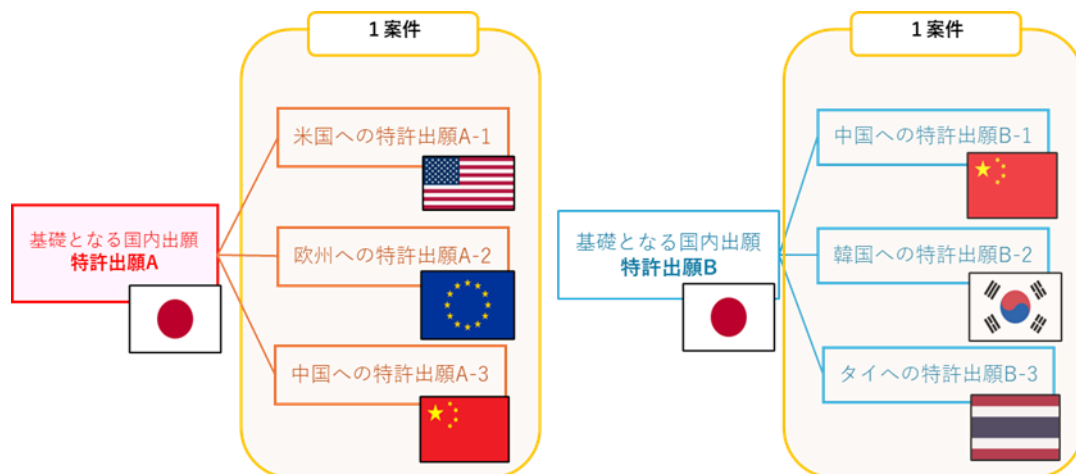 1案件
米国への特許出願A-1
基礎となる国内出願
特許出願A
欧州への特許出願A-2
中国への特許出願A-3
1案件
中国への特許出願B-1
基礎となる国内出願
特許出願B
韓国への特許出願B-2
タイへの特許出願B-3